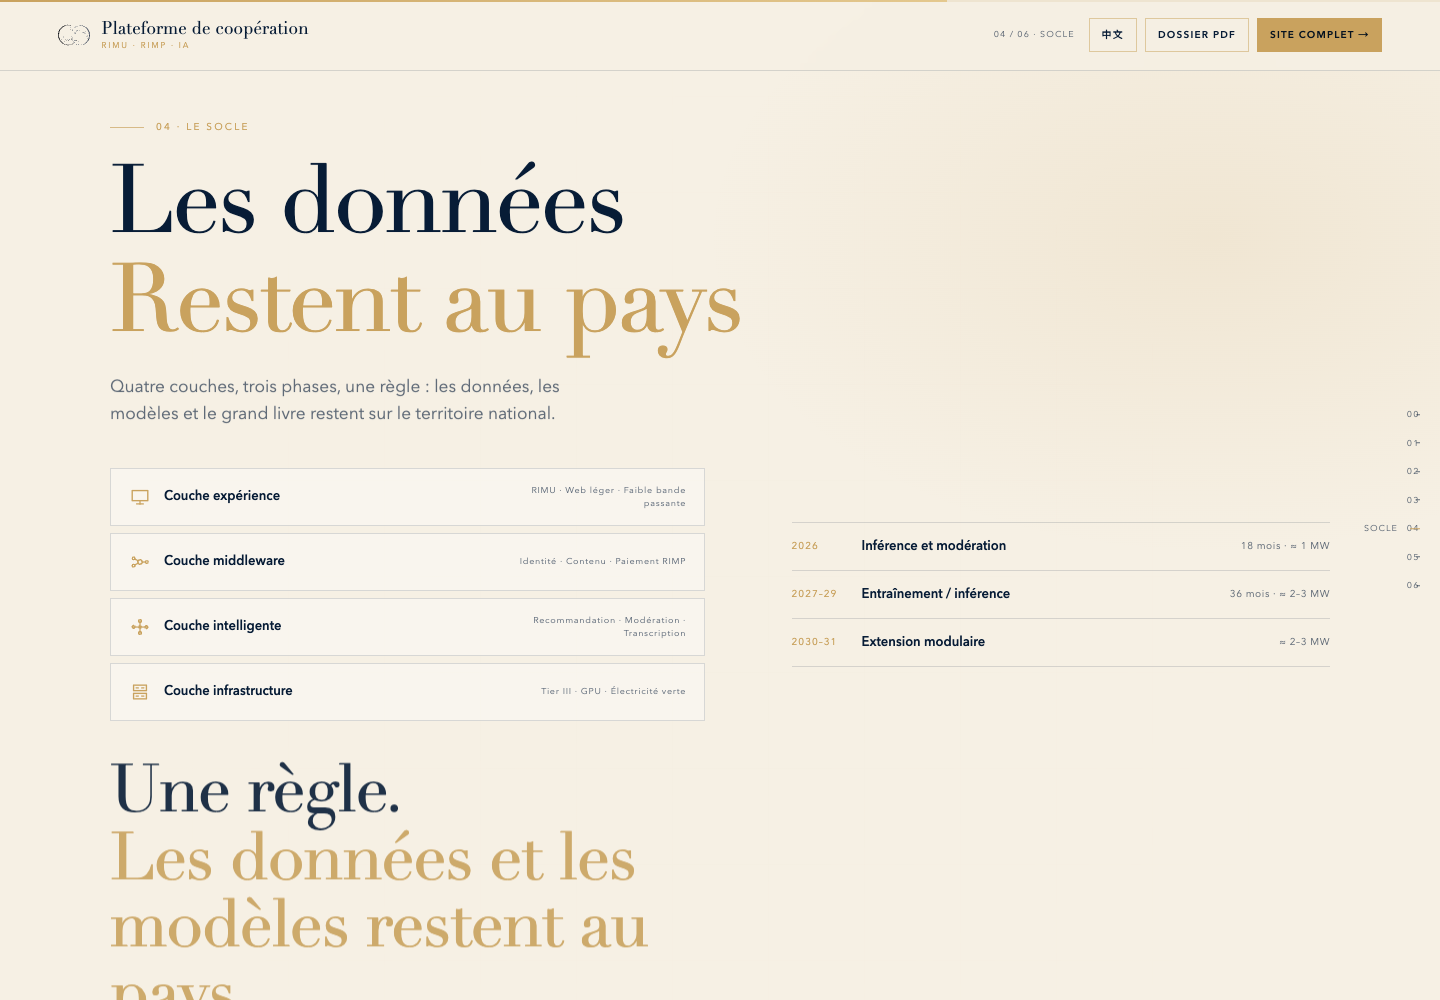 Plateforme de coopération
RIMU · RIMP · IA
04 / 06 · SOCLE
中文
DOSSIER PDF
SITE COMPLET →
04 · LE SOCLE
Les données
Restent au pays
Quatre couches, trois phases, une règle : les données, les
modèles et le grand livre restent sur le territoire national.
Couche expérience
RIMU · Web léger · Faible bande
passante
Couche middleware
Identité · Contenu · Paiement RIMP
Couche intelligente
Recommandation · Modération ·
Transcription
Couche infrastructure
Tier III · GPU · Électricité verte
2026 Inférence et modération 18 mois · ≈ 1 MW
2027–29 Entraînement / inférence 36 mois · ≈ 2–3 MW
2030–31 Extension modulaire ≈ 2–3 MW
00
01
02
03
SOCLE 04
05
06
Une règle.
Les données et les
modèles restent au
pays